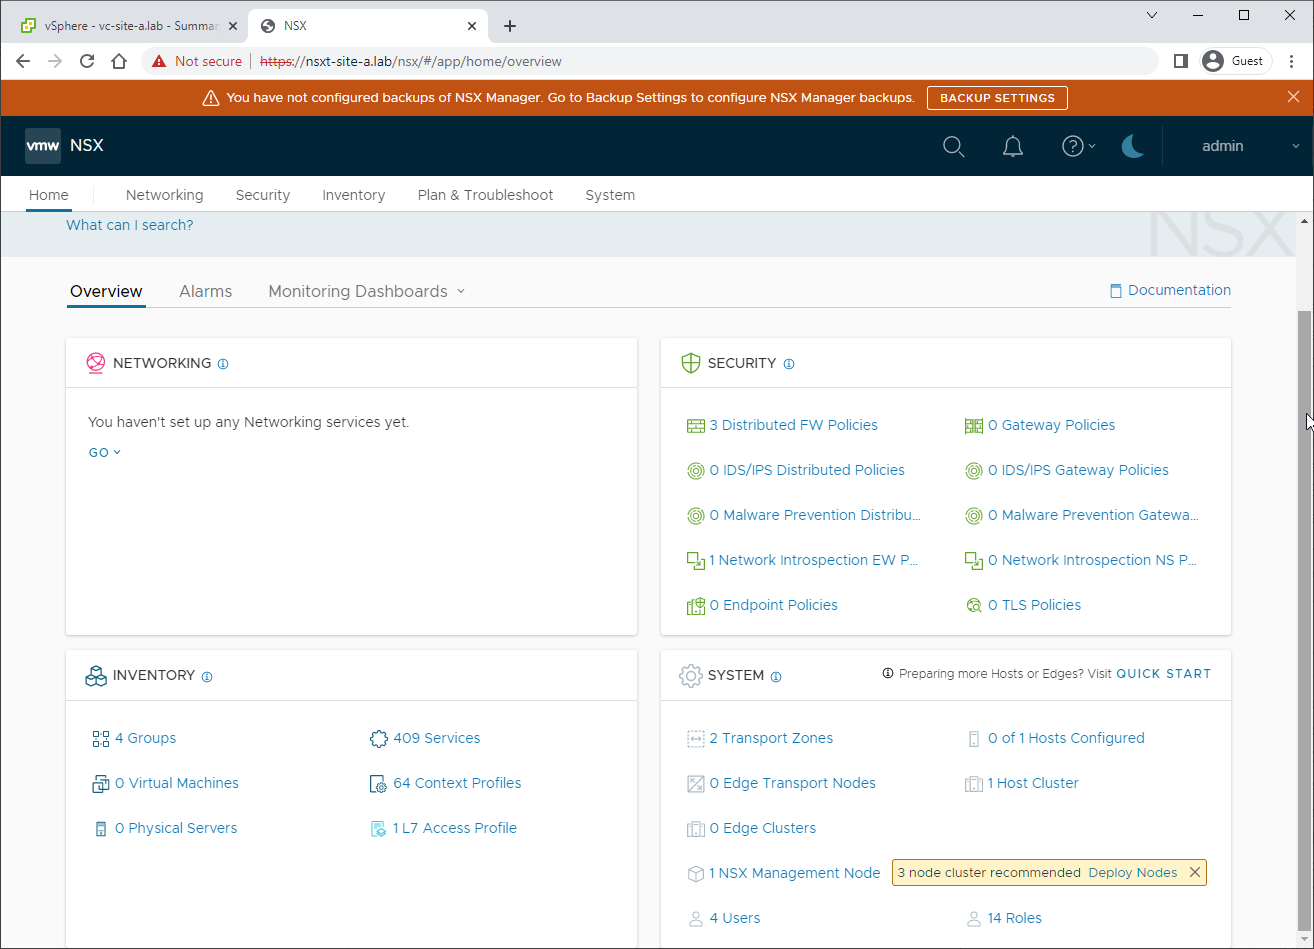 vSphere - vc-site-a.lab - Summar
NSX
Not secure
https://nsxt-site-a.lab/nsx/#/app/home/overview
Guest
You have not configured backups of NSX Manager. Go to Backup Settings to configure NSX Manager backups.
BACKUP SETTINGS
vmw NSX
admin
Home Networking Security Inventory Plan & Troubleshoot System
What can I search?
NSX
Overview Alarms Monitoring Dashboards
Documentation
NETWORKING
You haven't set up any Networking services yet.
GO
SECURITY
3 Distributed FW Policies
0 Gateway Policies
0 IDS/IPS Distributed Policies
0 IDS/IPS Gateway Policies
0 Malware Prevention Distribu...
0 Malware Prevention Gatewa...
1 Network Introspection EW P...
0 Network Introspection NS P...
0 Endpoint Policies
0 TLS Policies
INVENTORY
4 Groups
409 Services
0 Virtual Machines
64 Context Profiles
0 Physical Servers
1 L7 Access Profile
SYSTEM
Preparing more Hosts or Edges? Visit QUICK START
2 Transport Zones
0 of 1 Hosts Configured
0 Edge Transport Nodes
1 Host Cluster
0 Edge Clusters
1 NSX Management Node
3 node cluster recommended Deploy Nodes
4 Users
14 Roles